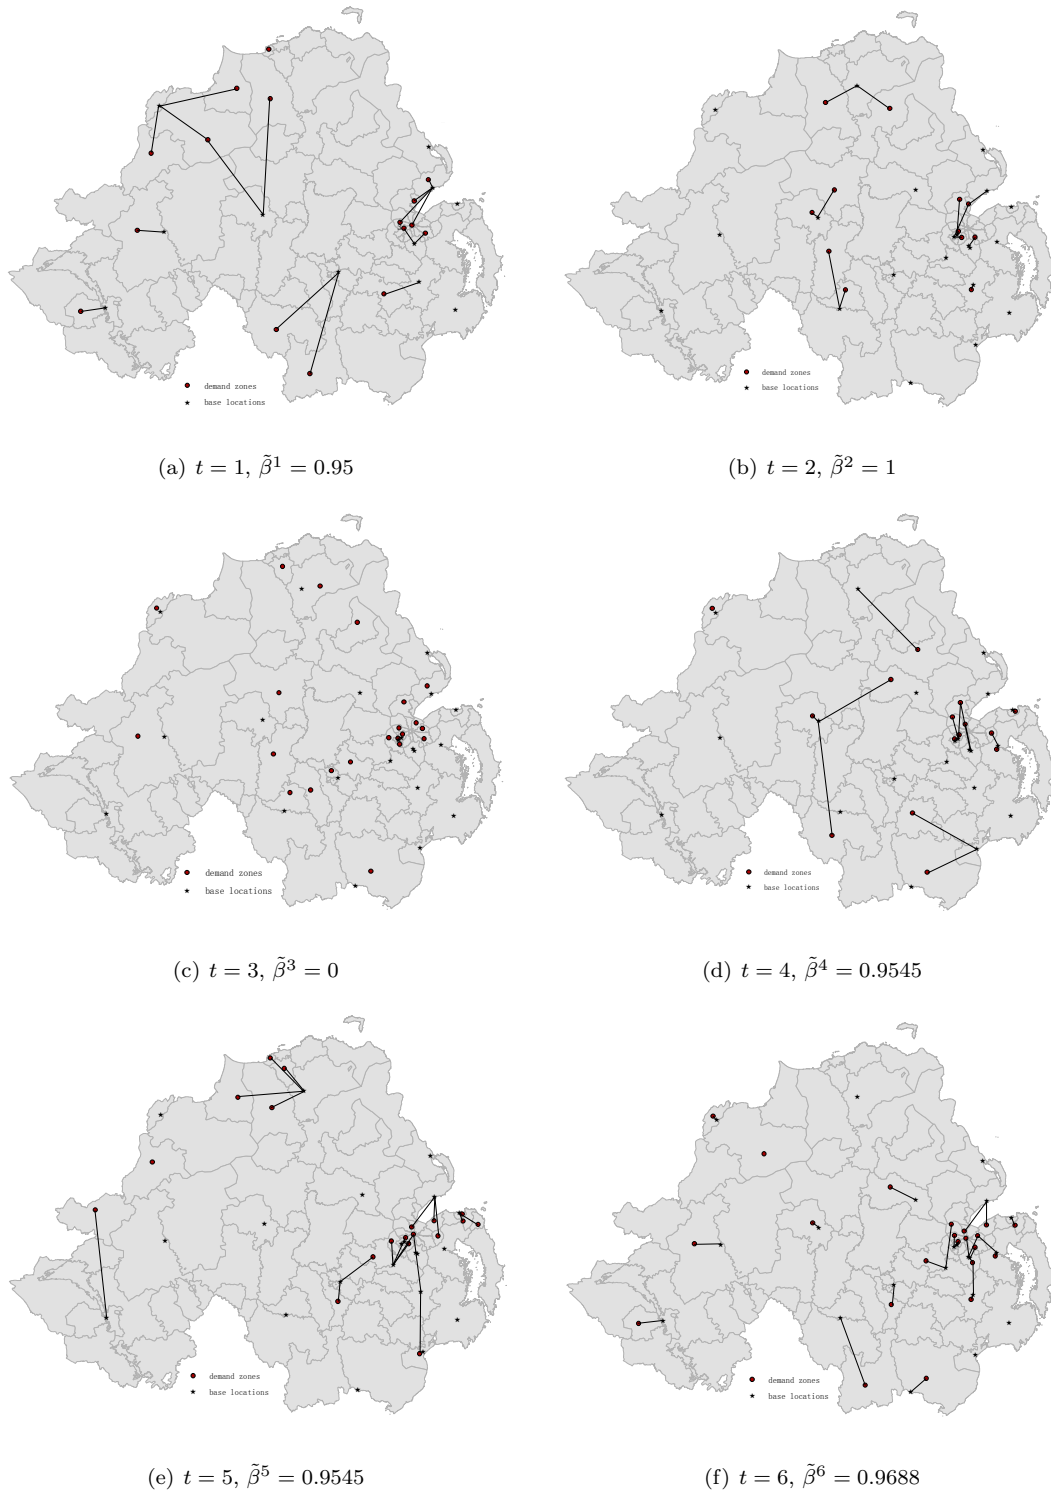 demand zones
base locations
demand zones
base locations
(a) t = 1, β̃¹ = 0.95
(b) t = 2, β̃² = 1
demand zones
base locations
demand zones
base locations
(c) t = 3, β̃³ = 0
(d) t = 4, β̃⁴ = 0.9545
demand zones
base locations
demand zones
base locations
(e) t = 5, β̃⁵ = 0.9545
(f) t = 6, β̃⁶ = 0.9688